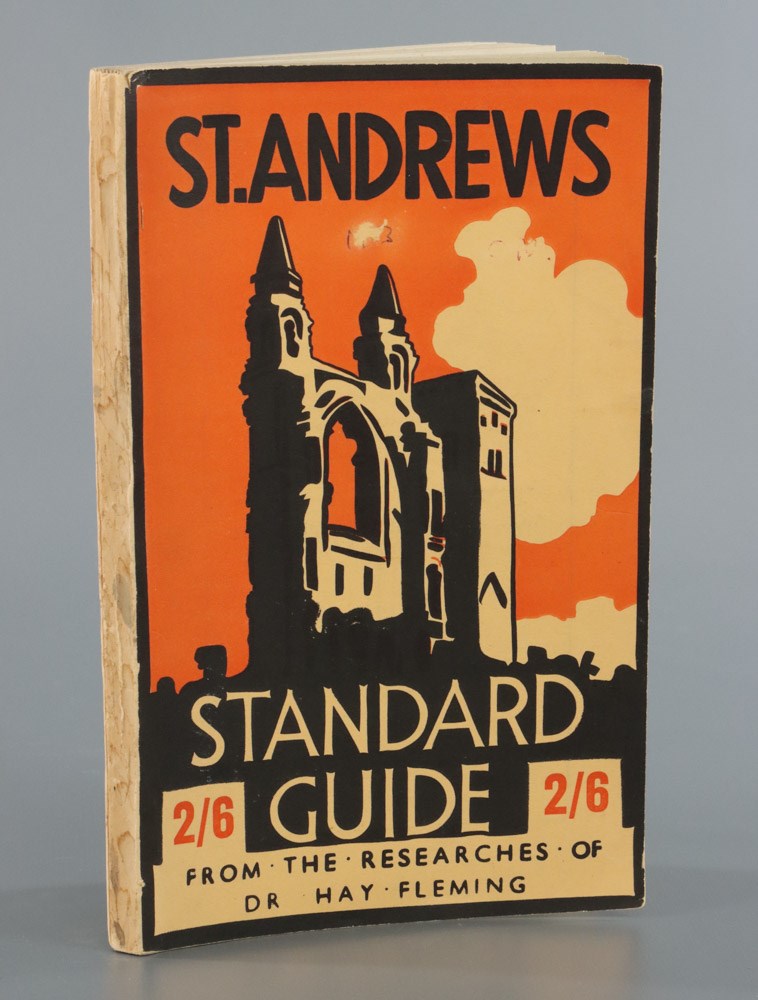 ST. ANDREWS
STANDARD
GUIDE
2/6
2/6
FROM · THE · RESEARCHES · OF
DR HAY · FLEMING